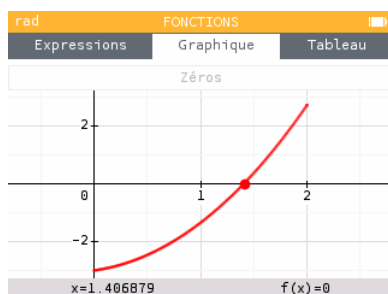 rad FONCTIONS
Expressions Graphique Tableau
Zéros
2
0 1 2
-2
x=1.406879 f(x)=0